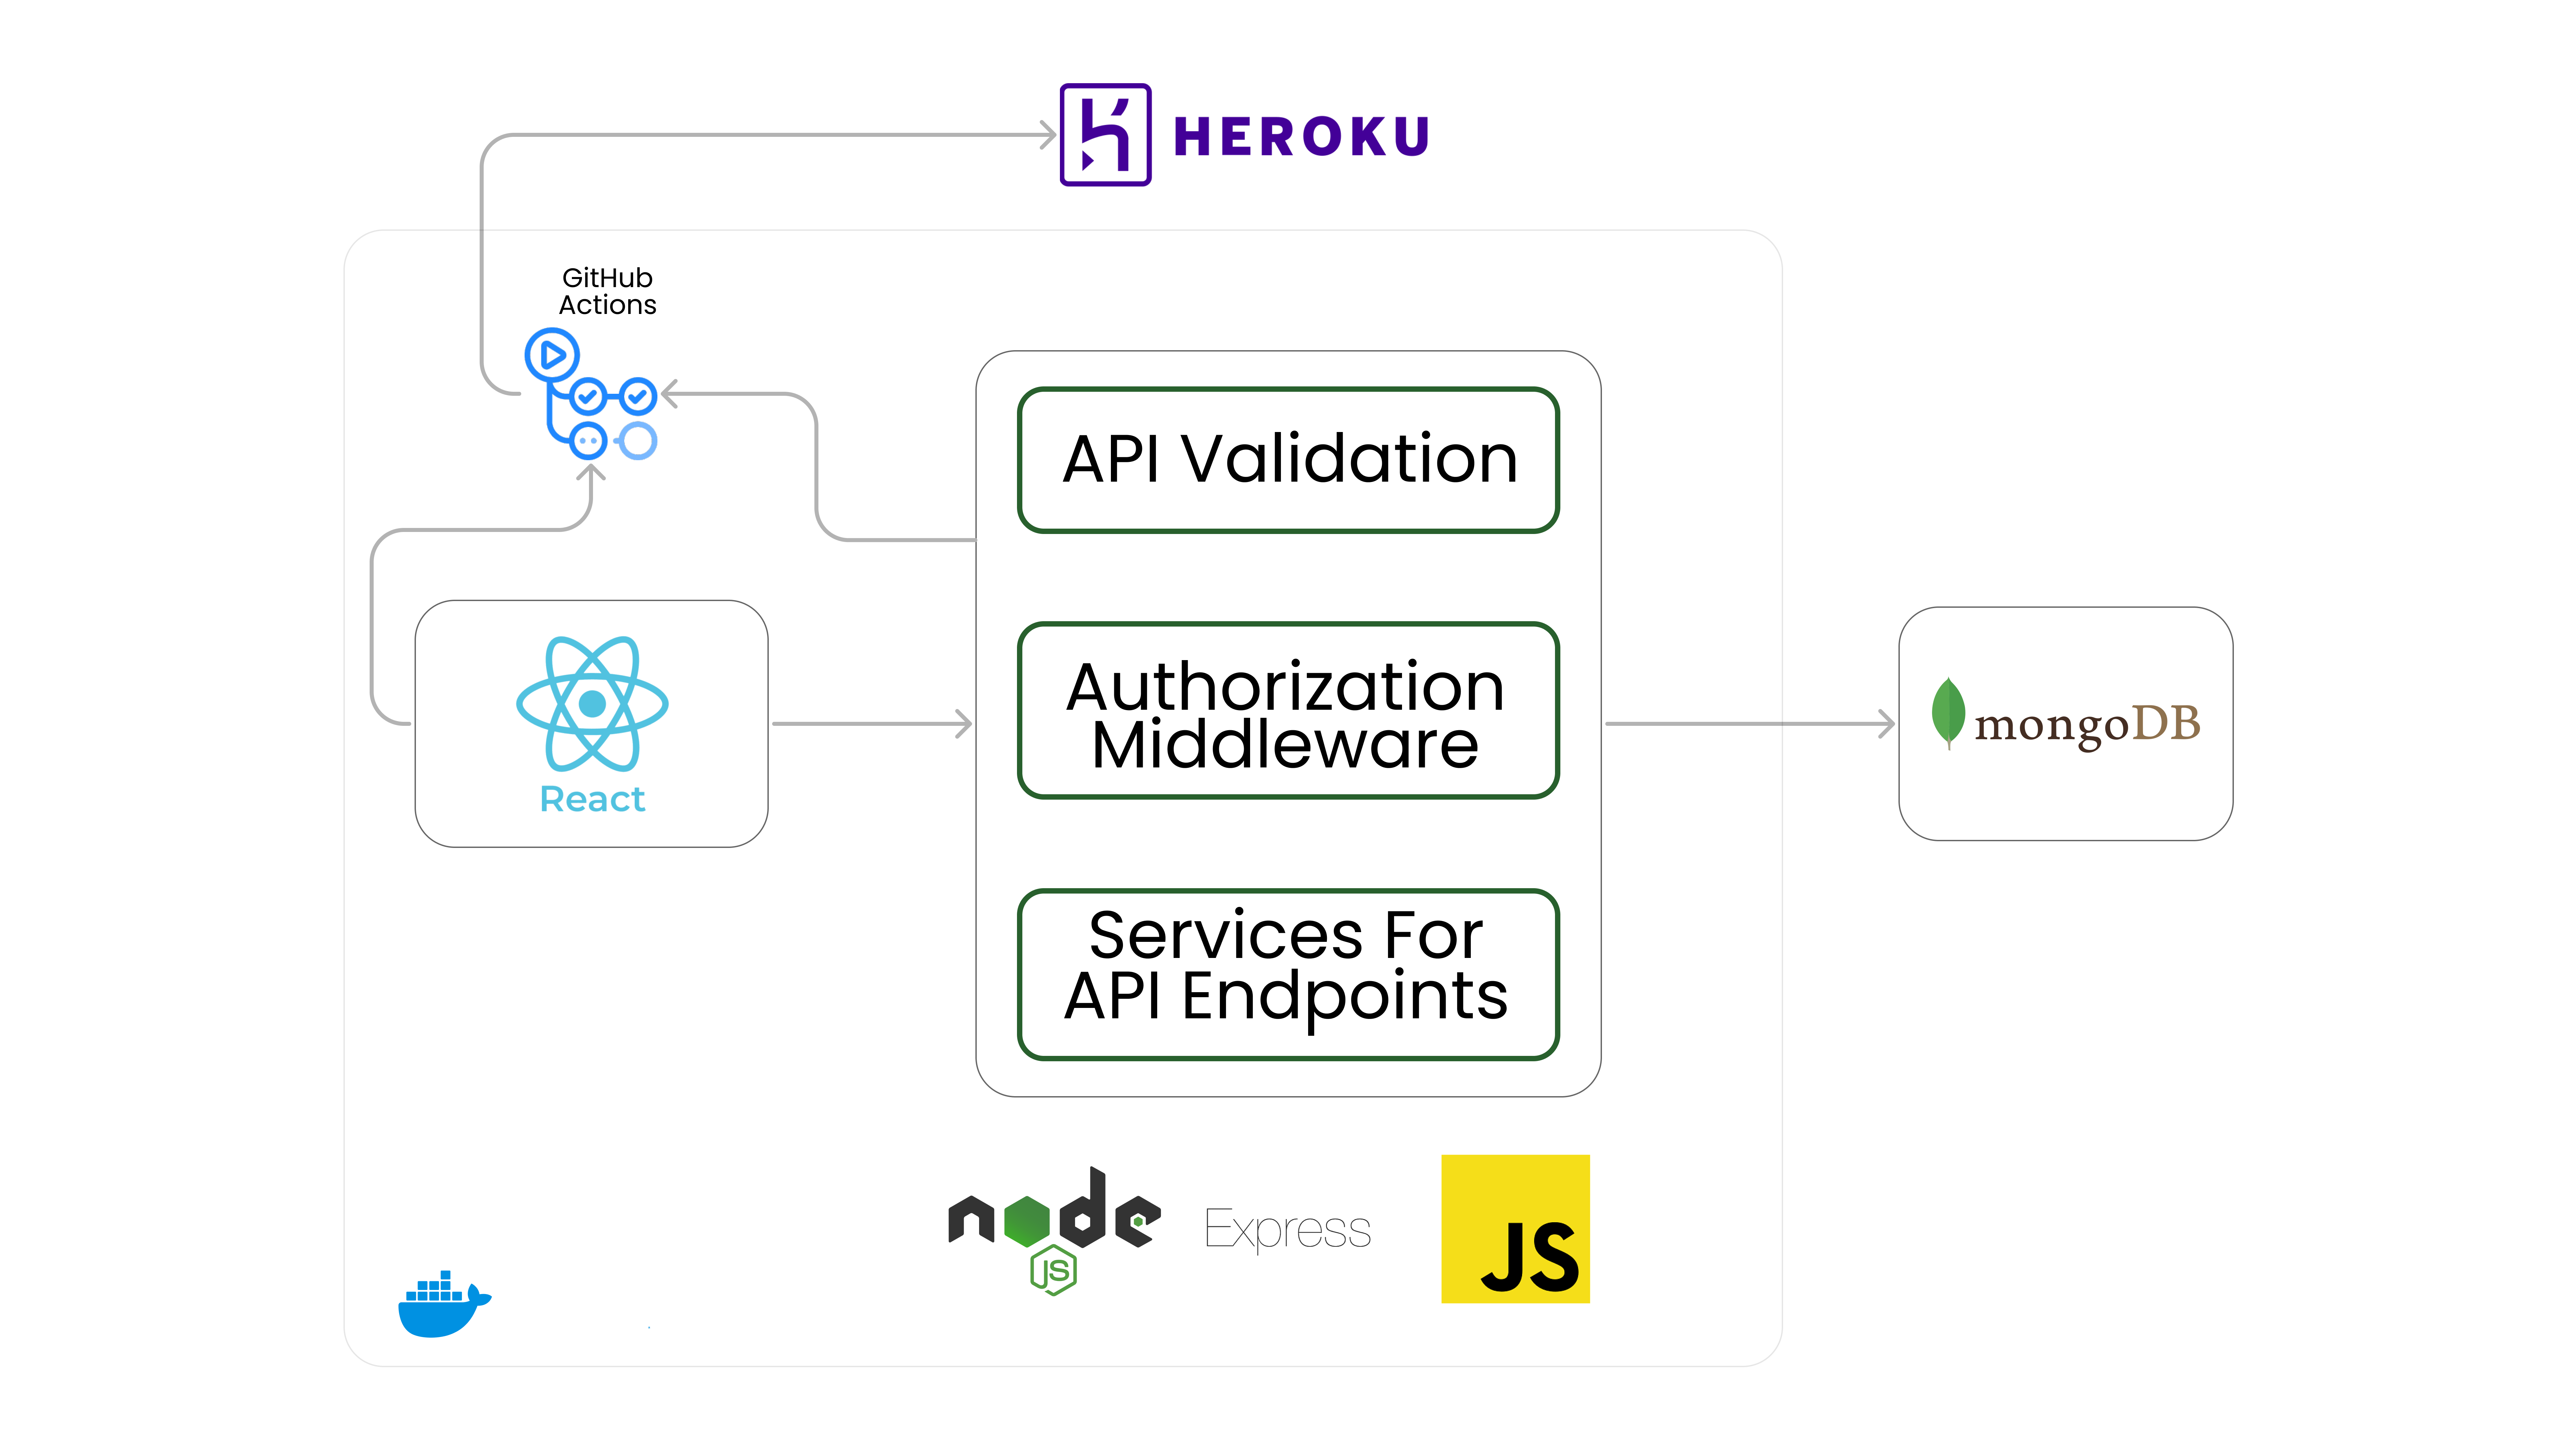 HEROKU
GitHub
Actions
API Validation
Authorization
Middleware
Services For
API Endpoints
React
mongoDB
node
JS
Express
JS